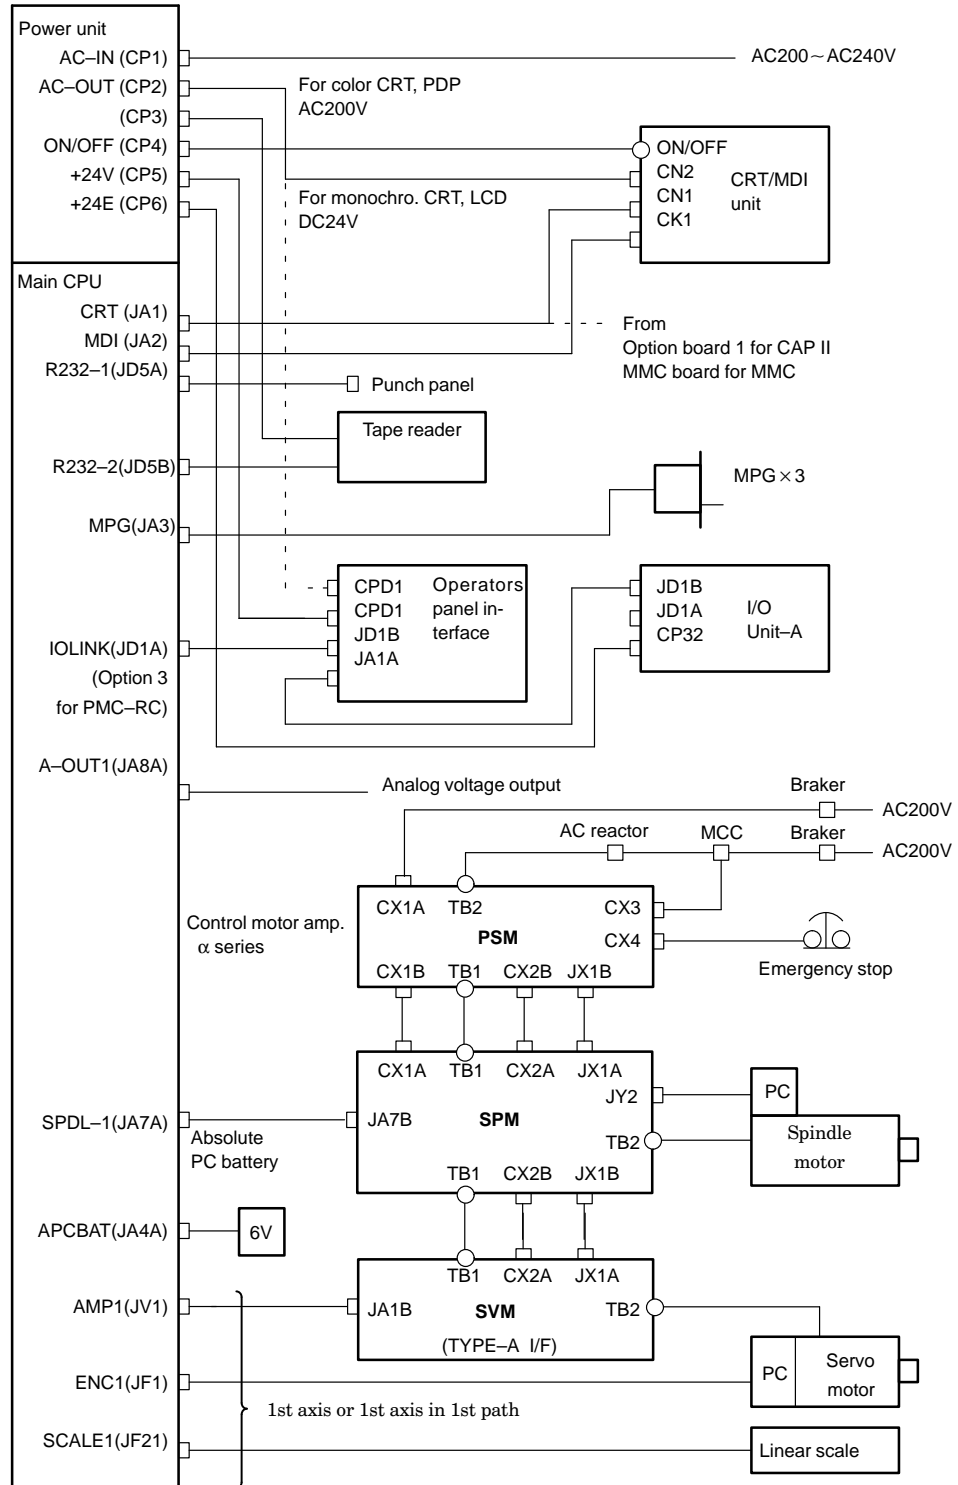 Power unit
AC–IN (CP1)
AC200~AC240V
AC–OUT (CP2)
For color CRT, PDP
AC200V
(CP3)
ON/OFF (CP4)
+24V (CP5)
+24E (CP6)
For monochro. CRT, LCD
DC24V
ON/OFF
CN2
CN1
CK1
CRT/MDI
unit
Main CPU
CRT (JA1)
MDI (JA2)
R232–1(JD5A)
From
Option board 1 for CAP II
MMC board for MMC
Punch panel
Tape reader
R232–2(JD5B)
MPG×3
MPG(JA3)
CPD1
CPD1
JD1B
JA1A
Operators
panel in-
terface
JD1B
JD1A
CP32
I/O
Unit–A
IOLINK(JD1A)
(Option 3
for PMC–RC)
A–OUT1(JA8A)
Analog voltage output
Braker
AC200V
AC reactor
MCC
Braker
AC200V
Control motor amp.
α series
CX1A
TB2
CX3
PSM
CX4
Emergency stop
CX1B
TB1
CX2B
JX1B
CX1A
TB1
CX2A
JX1A
JY2
PC
SPDL–1(JA7A)
JA7B
SPM
TB2
Spindle
motor
Absolute
PC battery
TB1
CX2B
JX1B
APCBAT(JA4A)
6V
TB1
CX2A
JX1A
AMP1(JV1)
JA1B
SVM
TB2
(TYPE–A I/F)
PC
Servo
motor
ENC1(JF1)
1st axis or 1st axis in 1st path
SCALE1(JF21)
Linear scale